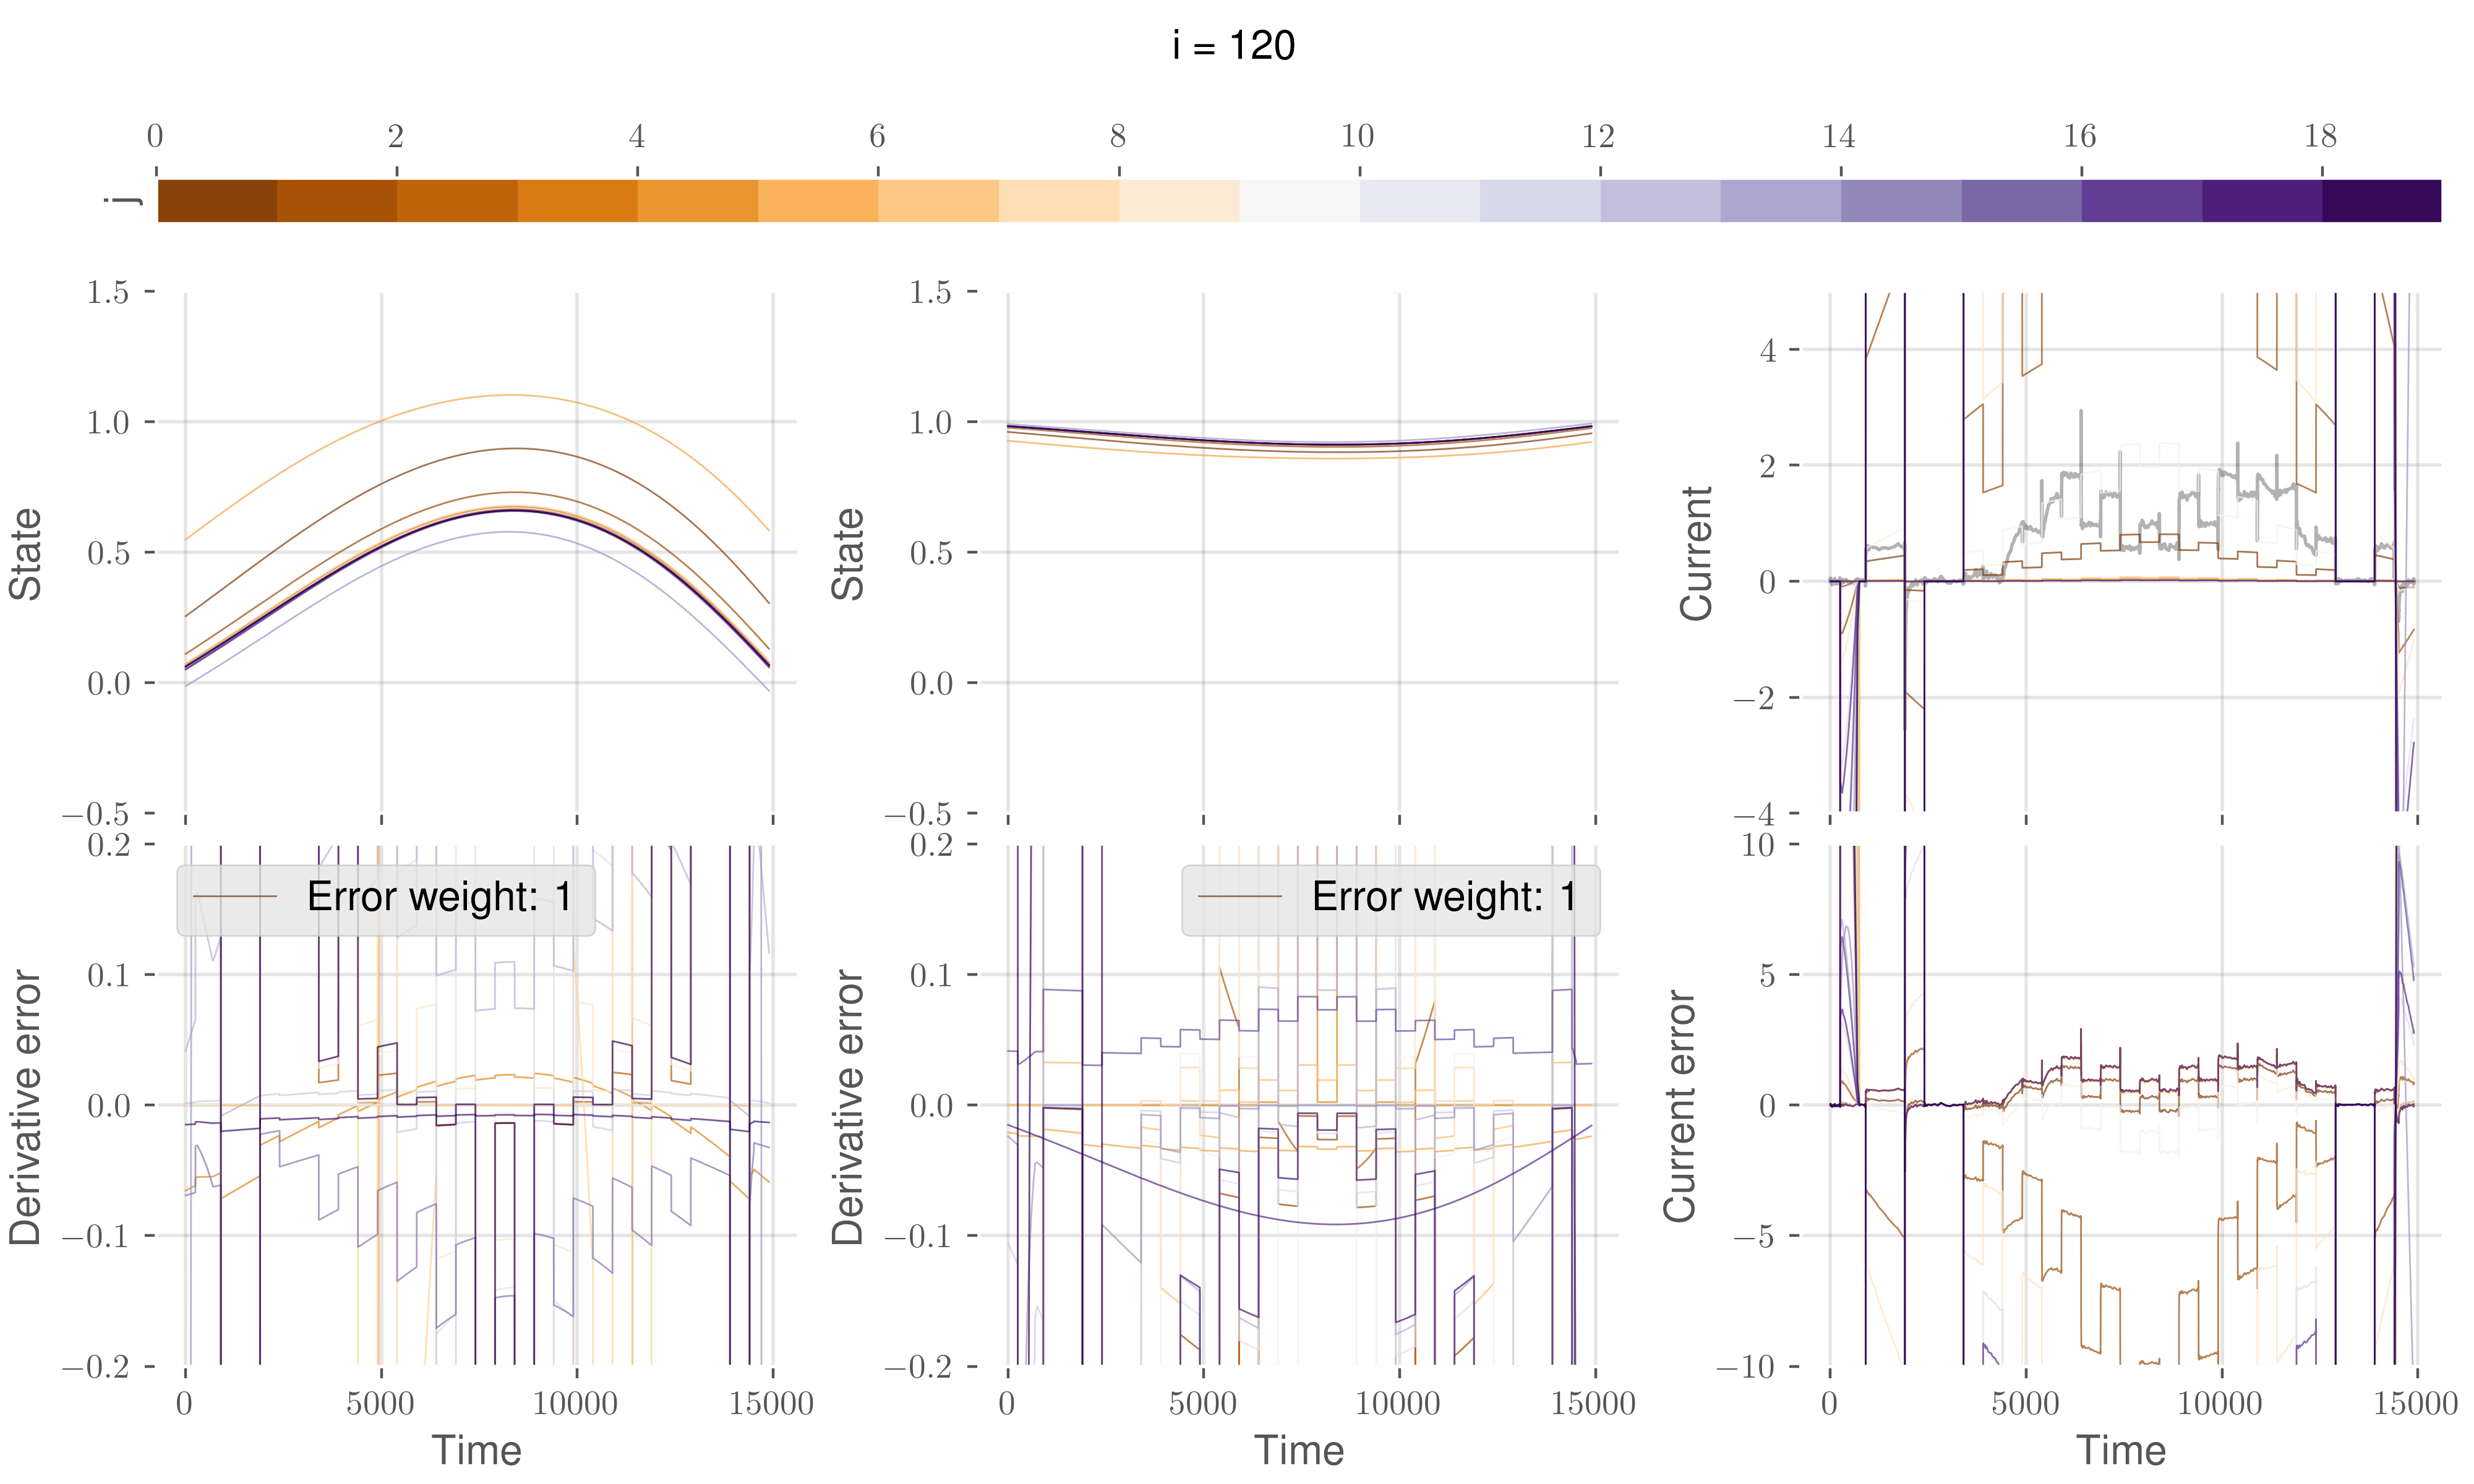 i = 120
0 2 4 6 8 10 12 14 16 18
j
1.5 1.0 0.5 0.0 −0.5
State
1.5 1.0 0.5 0.0 −0.5
State
4 2 0 −2 −4
Current
0.2 0.1 0.0 −0.1 −0.2
Derivative error
Error weight: 1
0 5000 10000 15000
Time
0.2 0.1 0.0 −0.1 −0.2
Derivative error
Error weight: 1
0 5000 10000 15000
Time
10 5 0 −5 −10
Current error
0 5000 10000 15000
Time